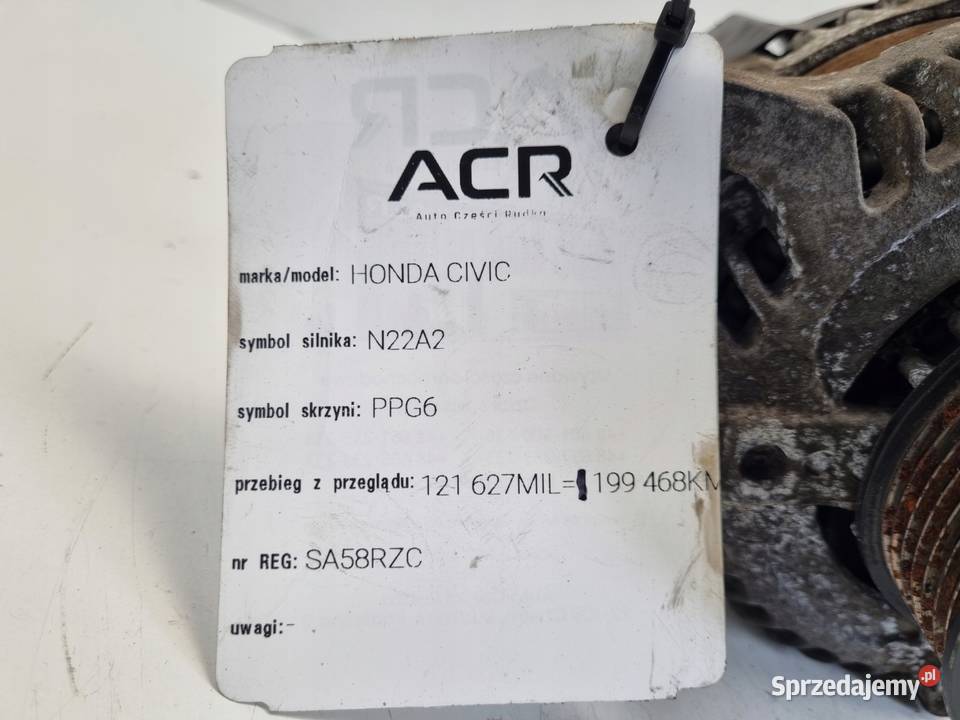 ACR
Auto Części Rudka
marka/model: HONDA CIVIC
symbol silnika: N22A2
symbol skrzyni: PPG6
przebieg z przeglądu: 121 627MIL= 199 468KM
nr REG: SA58RZC
uwagi:-
Sprzedajemy.pl